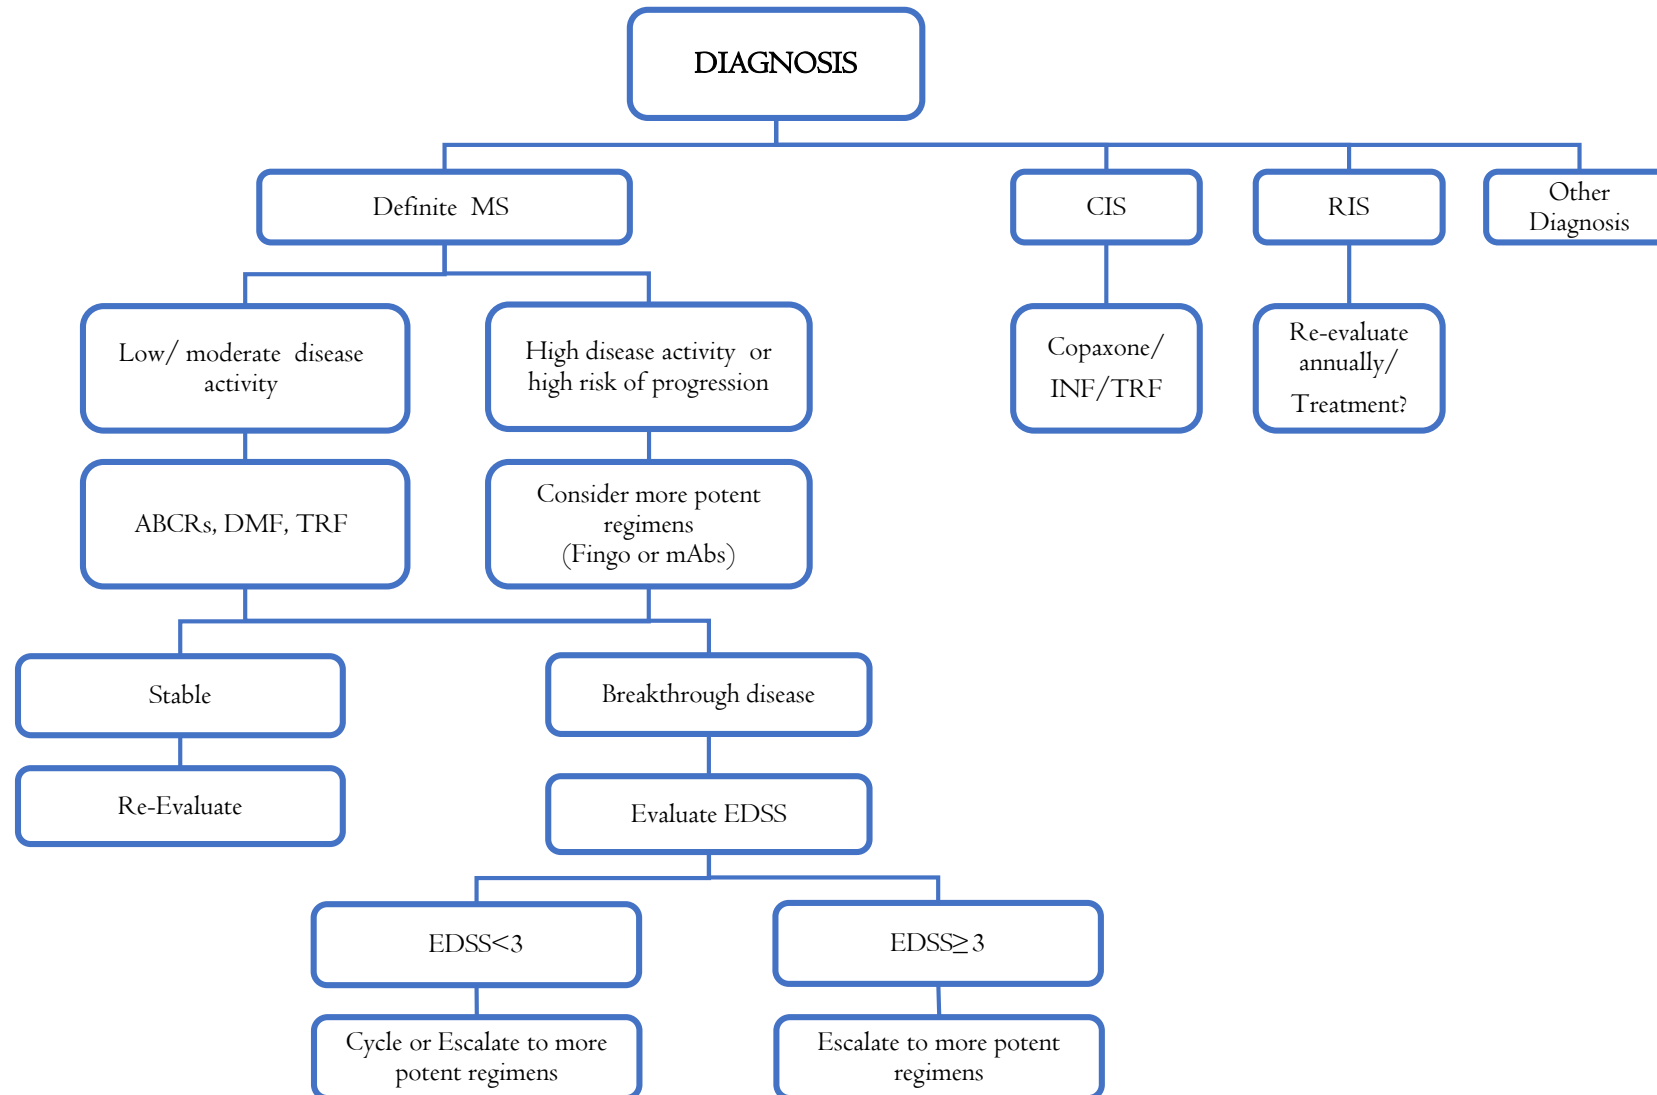 DIAGNOSIS
Definite MS
CIS
RIS
Other
Diagnosis
Low/ moderate disease
activity
High disease activity or
high risk of progression
Copaxone/
INF/TRF
Re-evaluate
annually/
Treatment?
ABCRs, DMF, TRF
Consider more potent
regimens
(Fingo or mAbs)
Stable
Breakthrough disease
Re-Evaluate
Evaluate EDSS
EDSS<3
EDSS≥3
Cycle or Escalate to more
potent regimens
Escalate to more potent
regimens